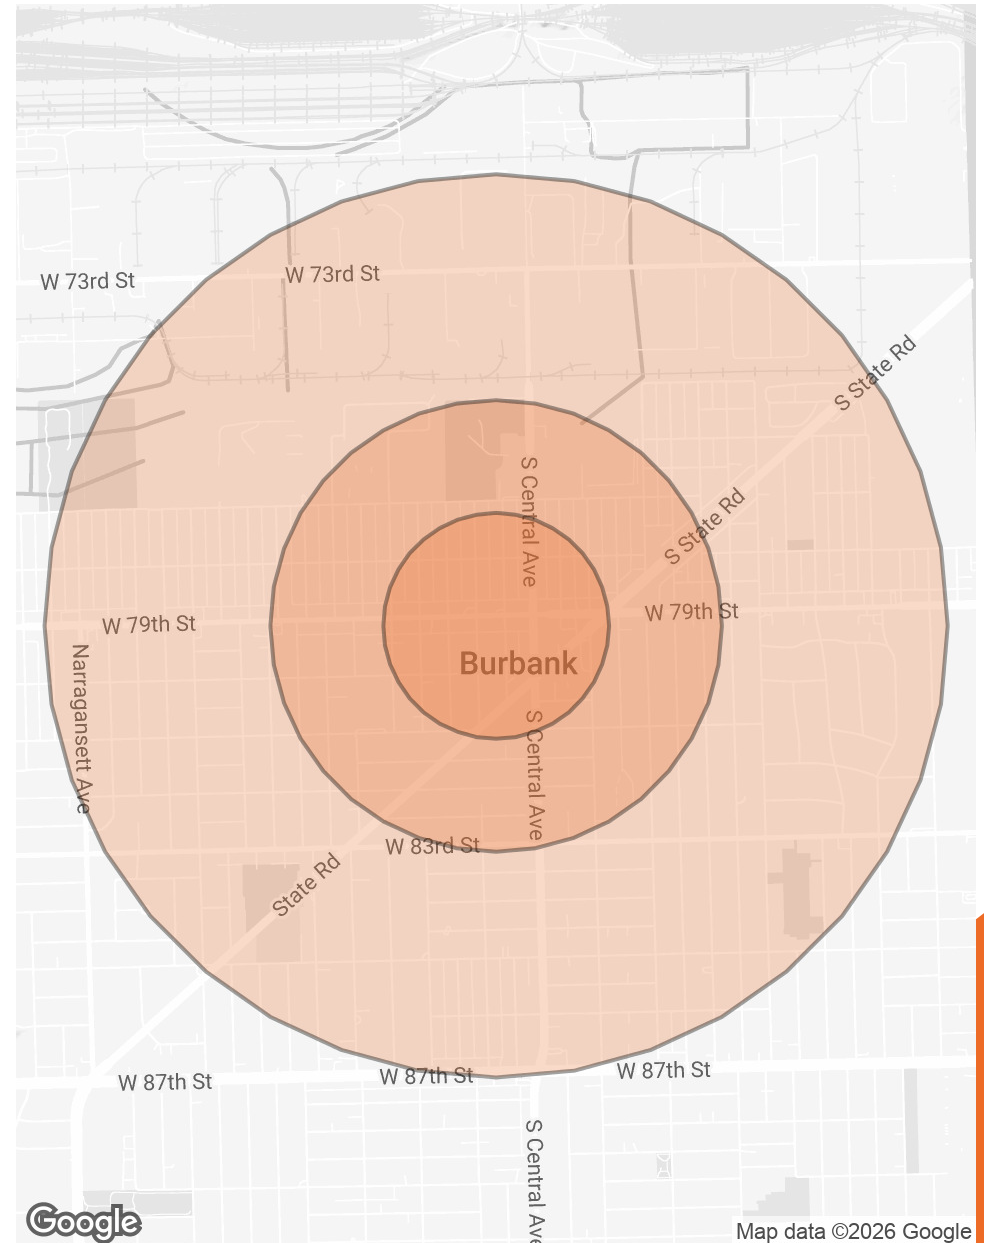 W 73rd St
W 73rd St
S State Rd
S Central Ave
S State Rd
W 79th St
W 79th St
Narragansett Ave
Burbank
S Central Ave
W 83rd St
State Rd
W 87th St
W 87th St
W 87th St
S Central Ave
Google
Map data ©2026 Google